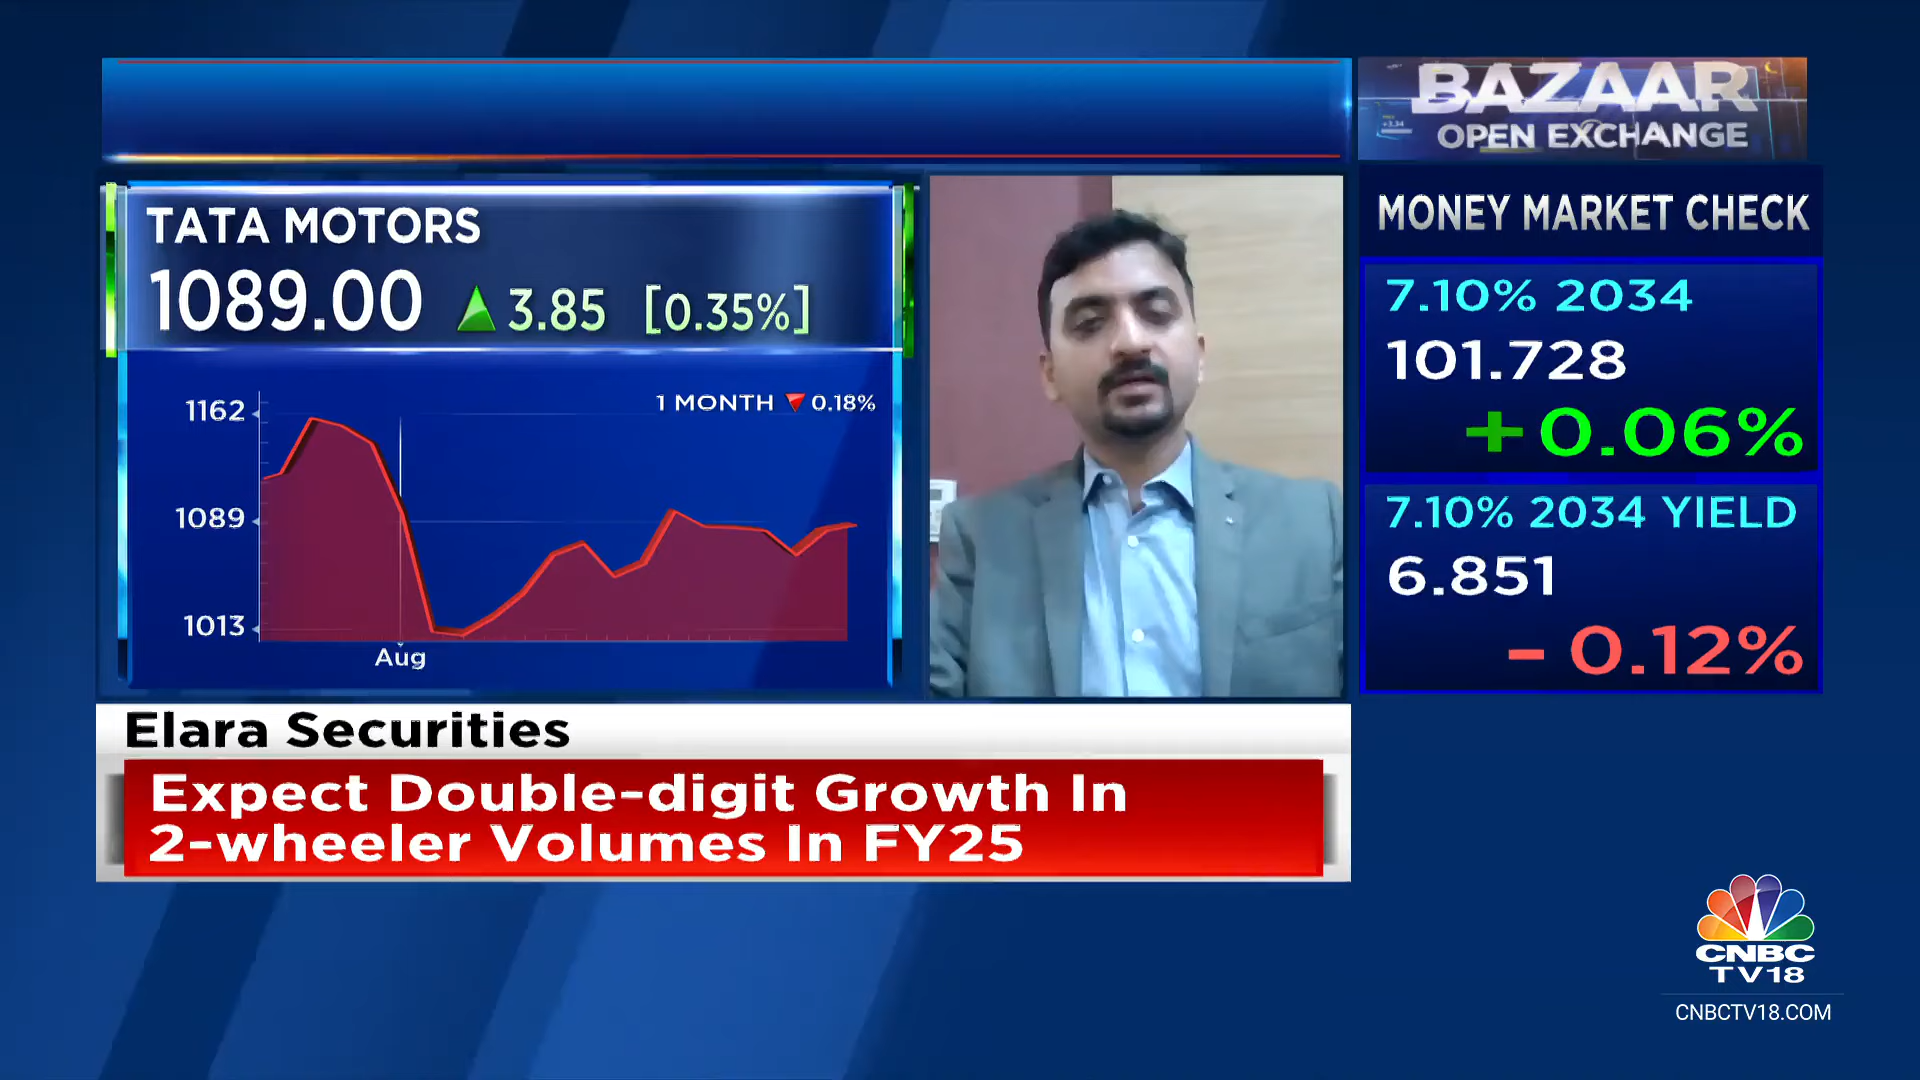 BAZAAR
OPEN EXCHANGE
TATA MOTORS
1089.00 ▲ 3.85 [0.35%]
1 MONTH ▼ 0.18%
1162
1089
1013
Aug
MONEY MARKET CHECK
7.10% 2034
101.728
+0.06%
7.10% 2034 YIELD
6.851
- 0.12%
Elara Securities
Expect Double-digit Growth In
2-wheeler Volumes In FY25
CNBC
TV18
CNBCTV18.COM